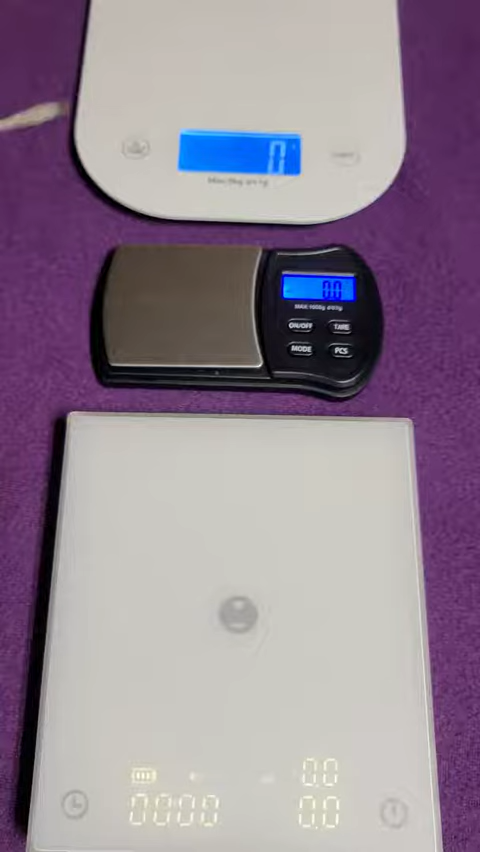 0
0.0
MAX 1000g d/0.1g
ON/OFF TARE
MODE PCS
0.0
0000 0.0